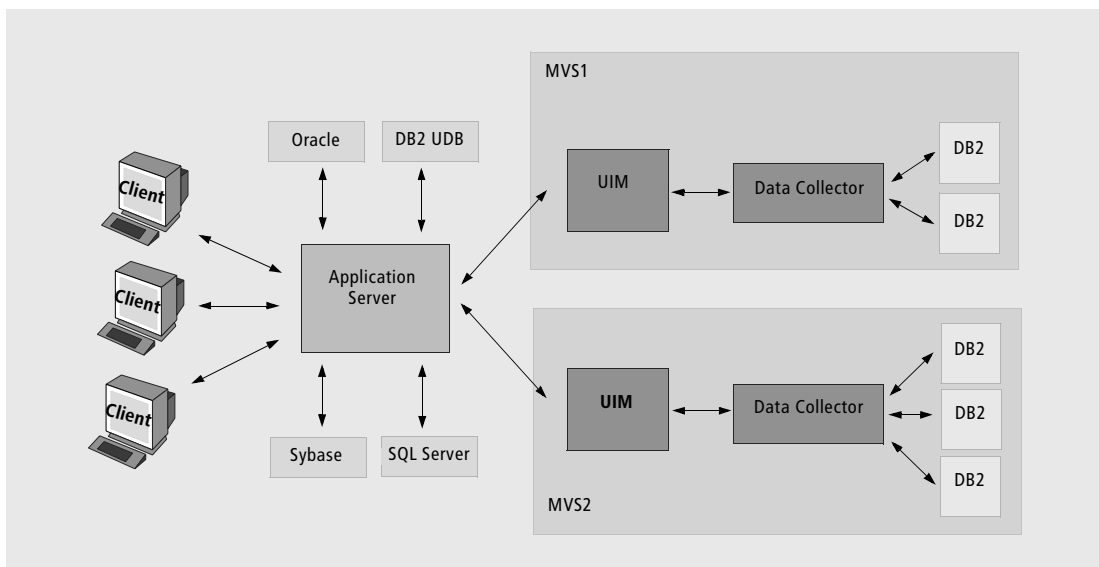 MVS1
Oracle
DB2 UDB
DB2
Client
UIM
Data Collector
DB2
Application
Server
Client
DB2
Client
UIM
Data Collector
DB2
Sybase
SQL Server
DB2
MVS2